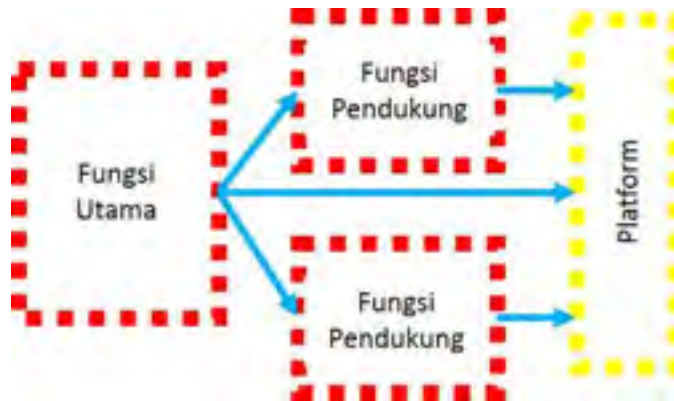 Fungsi
Utama
Fungsi
Pendukung
Fungsi
Pendukung
Platform